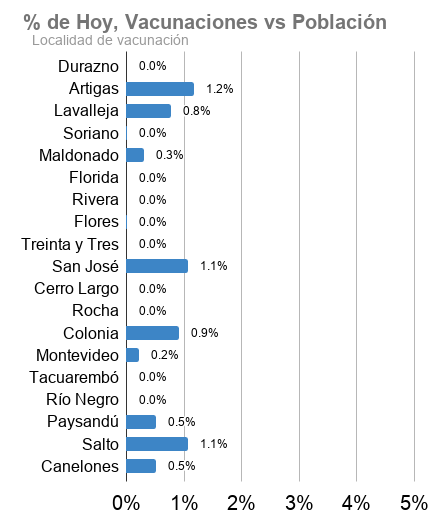 % de Hoy, Vacunaciones vs Población
Localidad de vacunación
Durazno 0.0%
Artigas 1.2%
Lavalleja 0.8%
Soriano 0.0%
Maldonado 0.3%
Florida 0.0%
Rivera 0.0%
Flores 0.0%
Treinta y Tres 0.0%
San José 1.1%
Cerro Largo 0.0%
Rocha 0.0%
Colonia 0.9%
Montevideo 0.2%
Tacuarembó 0.0%
Río Negro 0.0%
Paysandú 0.5%
Salto 1.1%
Canelones 0.5%
0% 1% 2% 3% 4% 5%